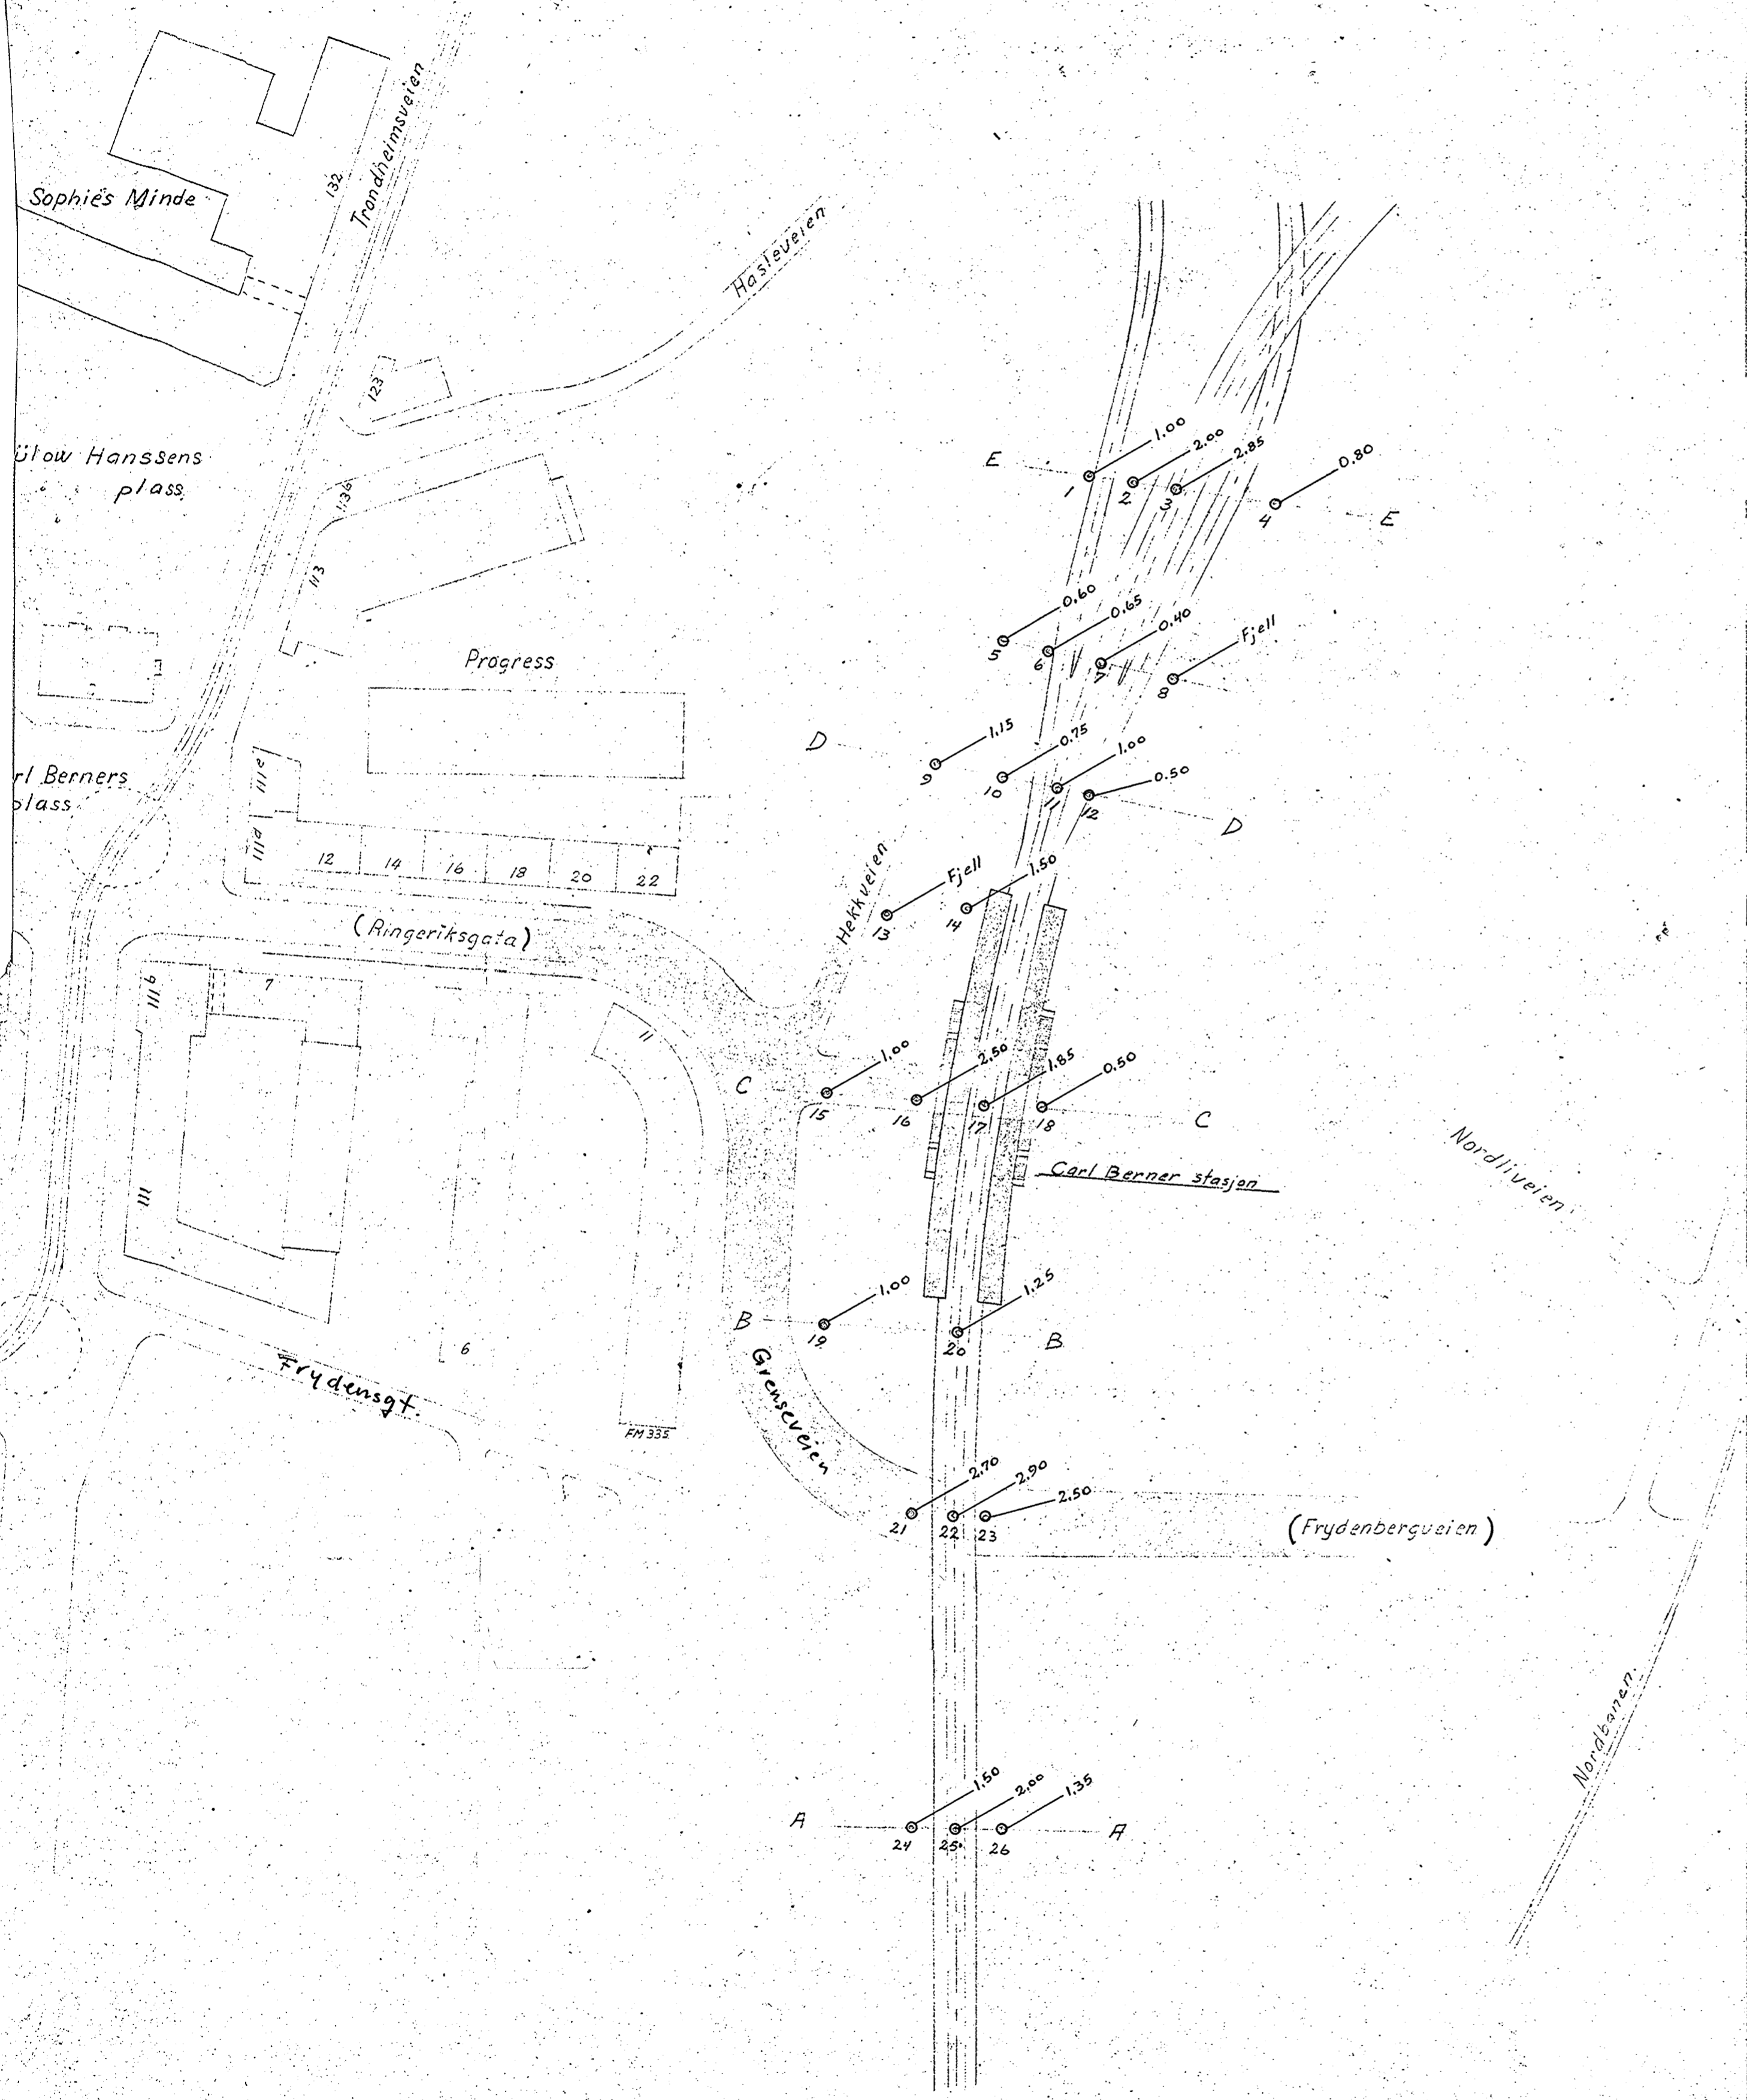 Sophie's Minde
132
Trondheimsveien
Hasleveien
123
ülow Hanssens
plass
136
113
Progress
rl Berners
plass
111e
111d
12
14
16
18
20
22
(Ringeriksgata)
Hekkveien
111b
7
11
111
6
Frydensgt.
FM 335
Grenseveien
E
1
1,00
2
2,00
3
2,85
4
0,80
E
5
0,60
6
0,65
7
0,40
8
Fjell
D
9
1,15
10
0,75
11
1,00
12
0,50
D
13
Fjell
14
1,50
C
15
1,00
16
2,50
17
1,85
18
0,50
C
Carl Berner stasjon
Nordliveien
B
19
1,00
20
1,25
B
21
2,70
22
2,90
23
2,50
(Frydenbergveien)
Nordbanen
A
24
1,50
25
2,00
26
1,35
A